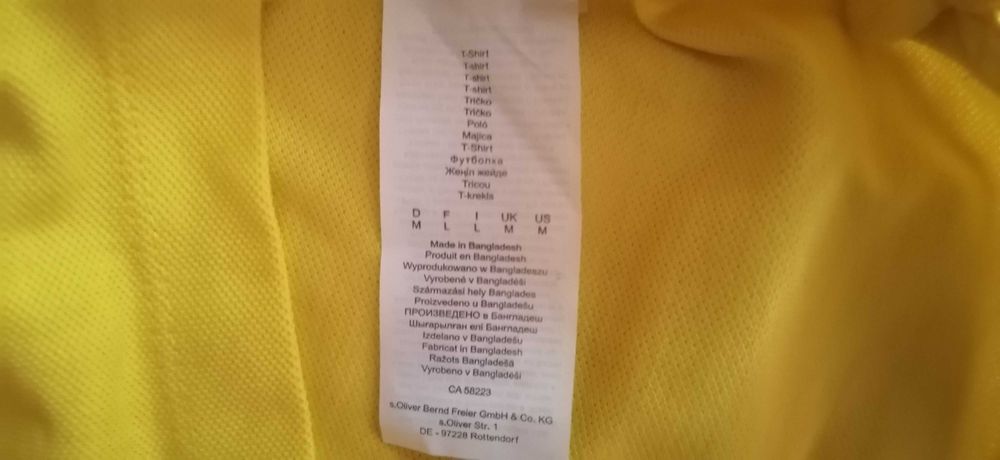 T-Shirt
T-shirt
T-shirt
T-shirt
Tričko
Tričko
Póló
Majica
T-Shirt
Футболка
Жеңіл жейде
Tricou
T-krekls
D F I UK US
M L L M M
Made in Bangladesh
Produit en Bangladesh
Wyprodukowano w Bangladeszu
Vyrobené v Bangladéši
Származási hely Banglades
Proizvedeno u Bangladešu
ПРОИЗВЕДЕНО в Бангладеш
Шығарылған елі Бангладеш
Izdelano v Bangladešu
Fabricat in Bangladesh
Ražots Bangladešā
Vyrobeno v Bangladéši
CA 58223
s.Oliver Bernd Freier GmbH & Co. KG
s.Oliver Str. 1
DE - 97228 Rottendorf